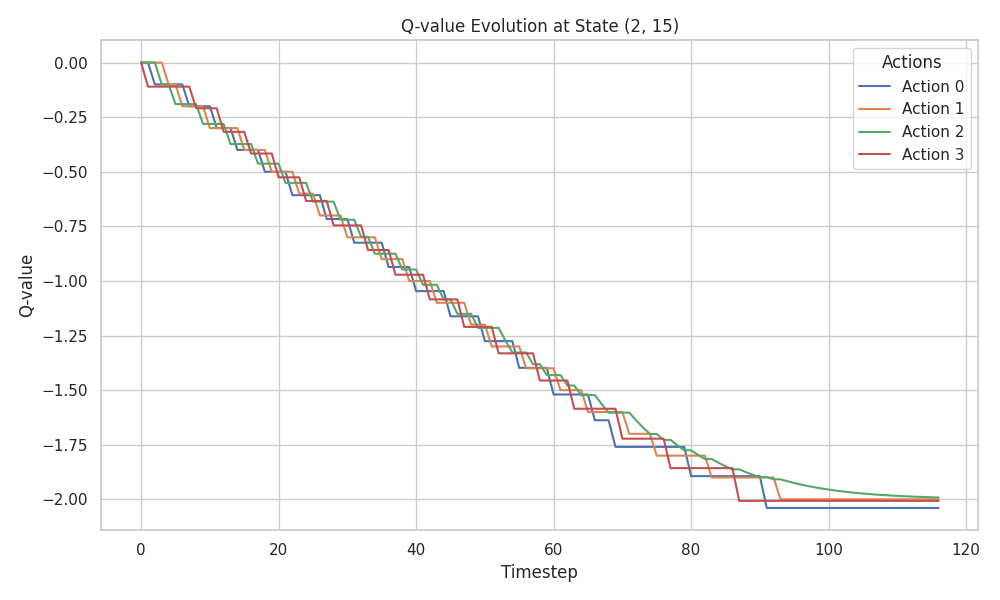 Q-value Evolution at State (2, 15)
Actions
Action 0
Action 1
Action 2
Action 3
Q-value
0.00
−0.25
−0.50
−0.75
−1.00
−1.25
−1.50
−1.75
−2.00
0 20 40 60 80 100 120
Timestep